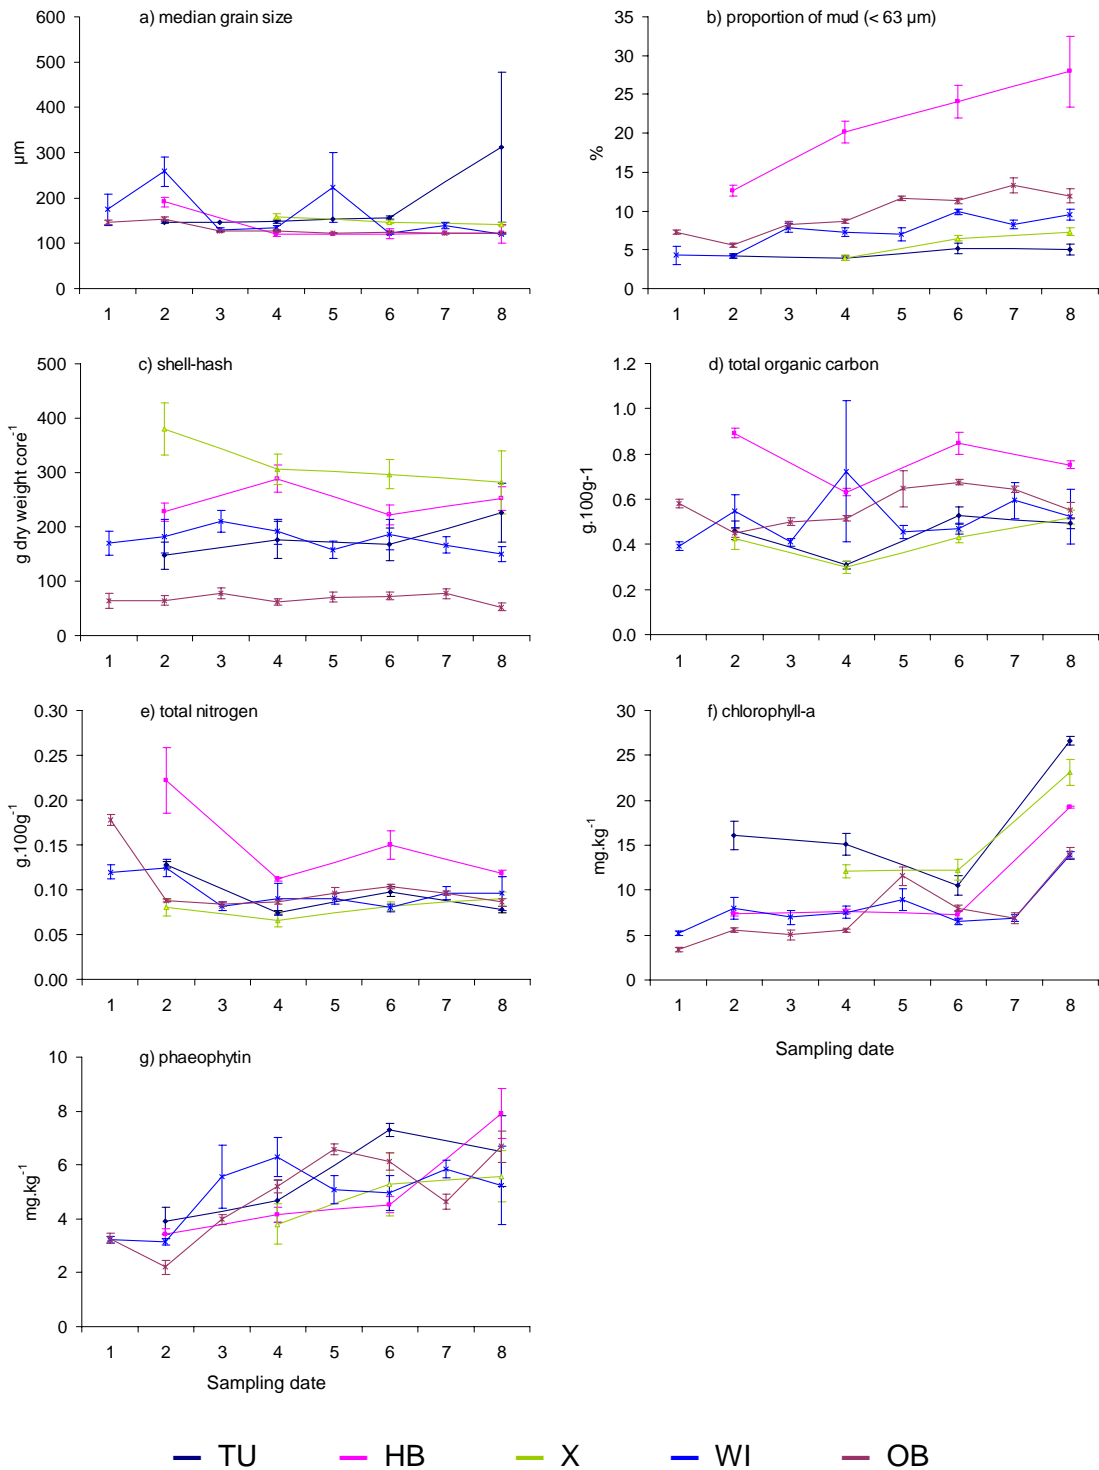 a) median grain size
600
500
400
300
200
100
0
µm
1 2 3 4 5 6 7 8
b) proportion of mud (< 63 µm)
35
30
25
20
15
10
5
0
%
1 2 3 4 5 6 7 8
c) shell-hash
500
400
300
200
100
0
g dry weight core-1
1 2 3 4 5 6 7 8
d) total organic carbon
1.2
1.0
0.8
0.6
0.4
0.2
0.0
g.100g-1
1 2 3 4 5 6 7 8
e) total nitrogen
0.30
0.25
0.20
0.15
0.10
0.05
0.00
g.100g-1
1 2 3 4 5 6 7 8
f) chlorophyll-a
30
25
20
15
10
5
0
mg.kg-1
1 2 3 4 5 6 7 8
Sampling date
g) phaeophytin
10
8
6
4
2
0
mg.kg-1
1 2 3 4 5 6 7 8
Sampling date
TU HB X WI OB